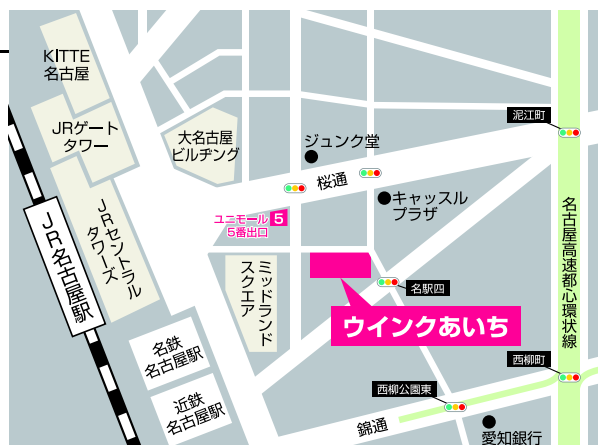 KITTE
名古屋
JRゲート
タワー
大名古屋
ビルヂング
ジュンク堂
泥江町
桜通
キャッスル
プラザ
ユニモール 5
5番出口
JRセントラル
タワーズ
JR名古屋駅
ミッドランド
スクエア
名駅四
名古屋高速都心環状線
ウインクあいち
名鉄
名古屋駅
西柳町
近鉄
名古屋駅
西柳公園東
錦通
愛知銀行